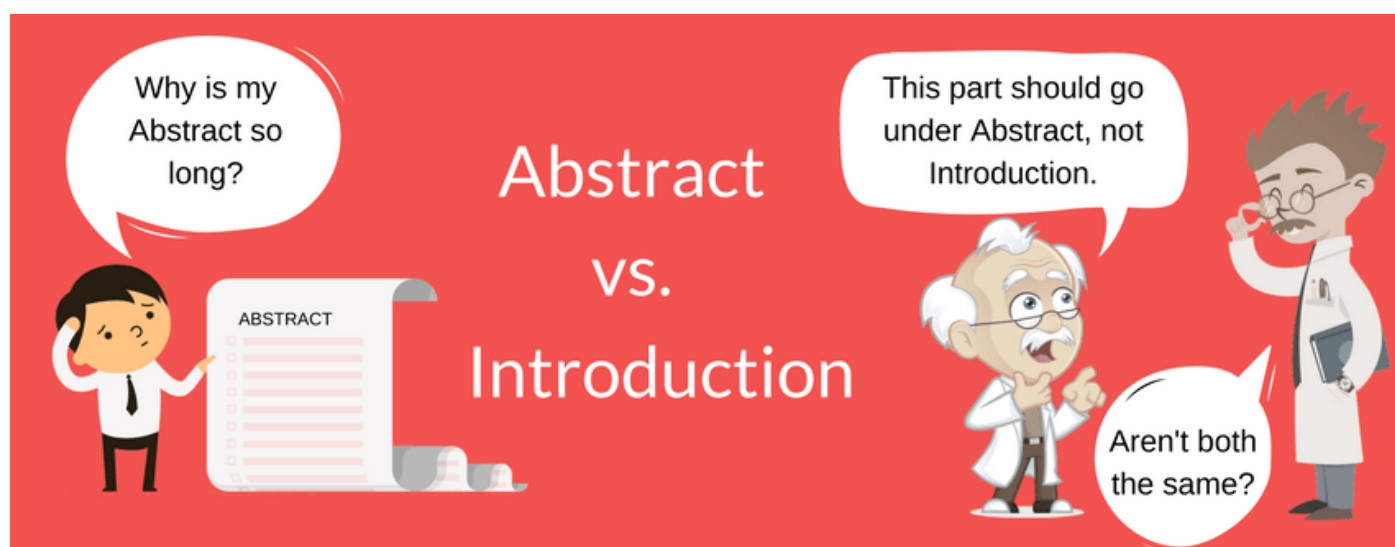 Why is my
Abstract so
long?
ABSTRACT
Abstract
vs.
Introduction
This part should go
under Abstract, not
Introduction.
Aren't both
the same?